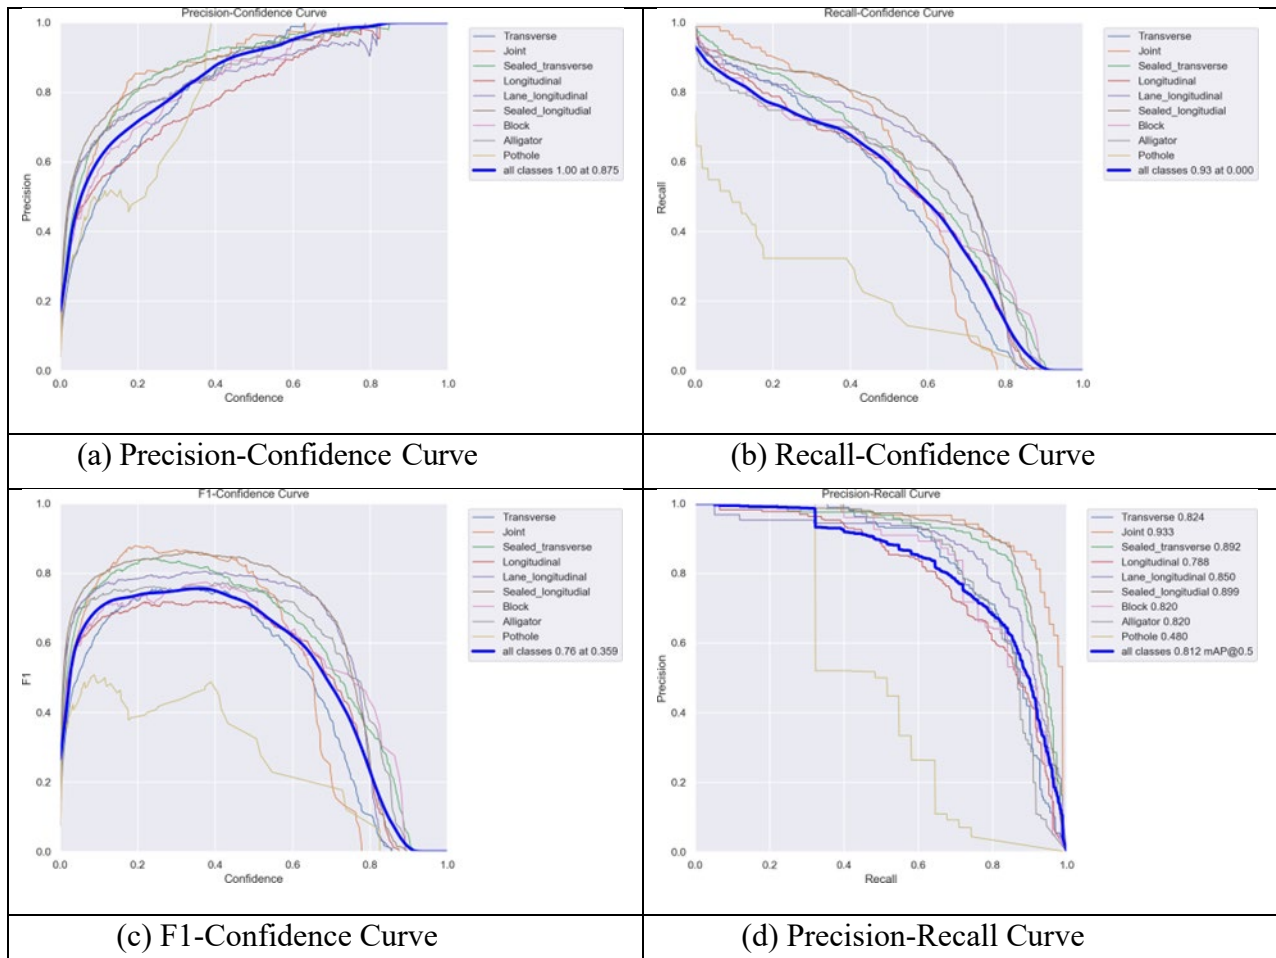 Precision-Confidence Curve
1.0
0.8
0.6
0.4
0.2
0.0
Precision
0.0 0.2 0.4 0.6 0.8 1.0
Confidence
Transverse
Joint
Sealed_transverse
Longitudinal
Lane_longitudinal
Sealed_longitudial
Block
Alligator
Pothole
all classes 1.00 at 0.875
(a) Precision-Confidence Curve
Recall-Confidence Curve
1.0
0.8
0.6
0.4
0.2
0.0
Recall
0.0 0.2 0.4 0.6 0.8 1.0
Confidence
Transverse
Joint
Sealed_transverse
Longitudinal
Lane_longitudinal
Sealed_longitudial
Block
Alligator
Pothole
all classes 0.93 at 0.000
(b) Recall-Confidence Curve
F1-Confidence Curve
1.0
0.8
0.6
0.4
0.2
0.0
F1
0.0 0.2 0.4 0.6 0.8 1.0
Confidence
Transverse
Joint
Sealed_transverse
Longitudinal
Lane_longitudinal
Sealed_longitudial
Block
Alligator
Pothole
all classes 0.76 at 0.359
(c) F1-Confidence Curve
Precision-Recall Curve
1.0
0.8
0.6
0.4
0.2
0.0
Precision
0.0 0.2 0.4 0.6 0.8 1.0
Recall
Transverse 0.824
Joint 0.933
Sealed_transverse 0.892
Longitudinal 0.788
Lane_longitudinal 0.850
Sealed_longitudial 0.899
Block 0.820
Alligator 0.820
Pothole 0.480
all classes 0.812 mAP@0.5
(d) Precision-Recall Curve